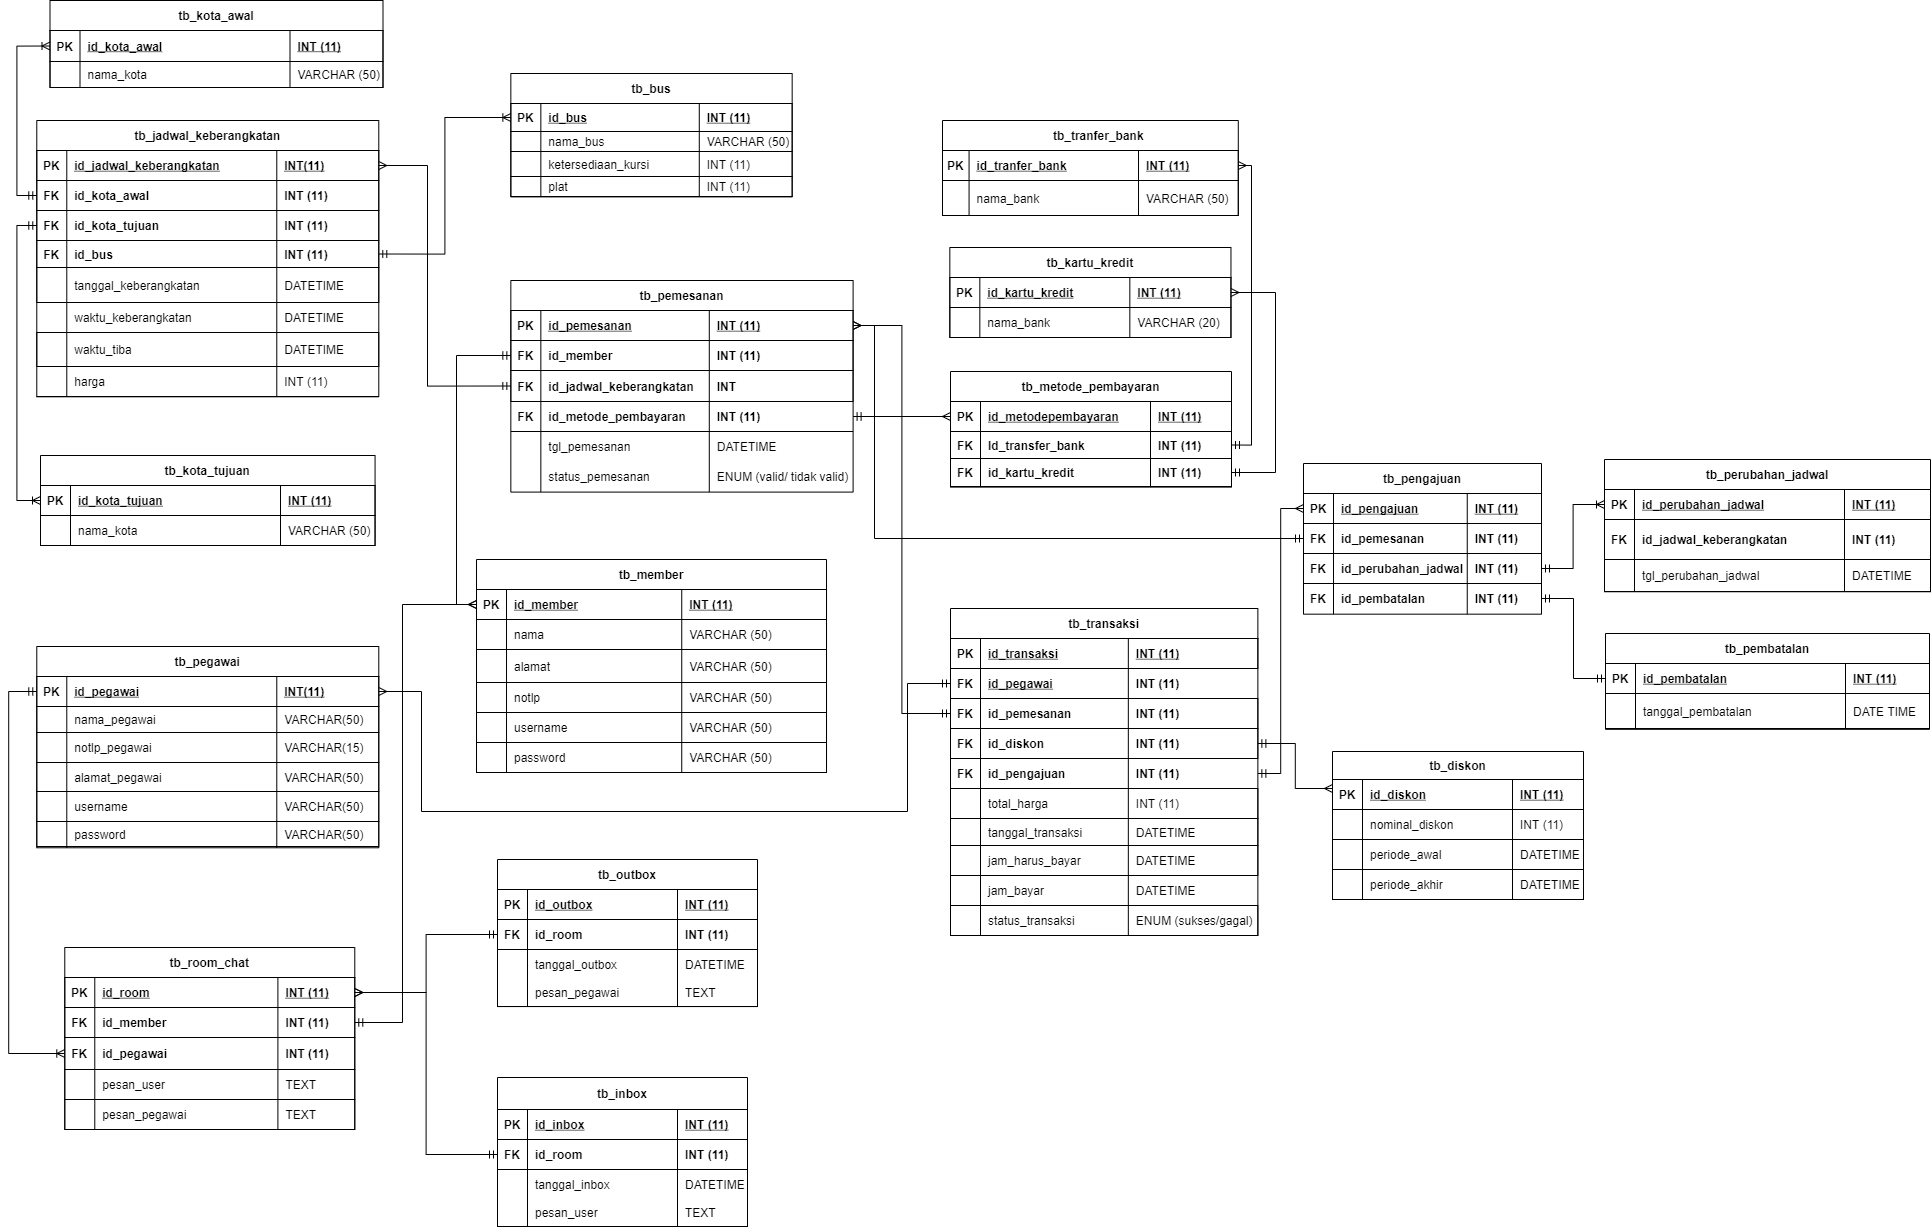 tb_kota_awal
PK id_kota_awal INT (11)
nama_kota VARCHAR (50)
tb_jadwal_keberangkatan
PK id_jadwal_keberangkatan INT(11)
FK id_kota_awal INT (11)
FK id_kota_tujuan INT (11)
FK id_bus INT (11)
tanggal_keberangkatan DATETIME
waktu_keberangkatan DATETIME
waktu_tiba DATETIME
harga INT (11)
tb_kota_tujuan
PK id_kota_tujuan INT (11)
nama_kota VARCHAR (50)
tb_pegawai
PK id_pegawai INT(11)
nama_pegawai VARCHAR(50)
notlp_pegawai VARCHAR(15)
alamat_pegawai VARCHAR(50)
username VARCHAR(50)
password VARCHAR(50)
tb_room_chat
PK id_room INT (11)
FK id_member INT (11)
FK id_pegawai INT (11)
pesan_user TEXT
pesan_pegawai TEXT
tb_bus
PK id_bus INT (11)
nama_bus VARCHAR (50)
ketersediaan_kursi INT (11)
plat INT (11)
tb_pemesanan
PK id_pemesanan INT (11)
FK id_member INT (11)
FK id_jadwal_keberangkatan INT
FK id_metode_pembayaran INT (11)
tgl_pemesanan DATETIME
status_pemesanan ENUM (valid/ tidak valid)
tb_member
PK id_member INT (11)
nama VARCHAR (50)
alamat VARCHAR (50)
notlp VARCHAR (50)
username VARCHAR (50)
password VARCHAR (50)
tb_outbox
PK id_outbox INT (11)
FK id_room INT (11)
tanggal_outbox DATETIME
pesan_pegawai TEXT
tb_inbox
PK id_inbox INT (11)
FK id_room INT (11)
tanggal_inbox DATETIME
pesan_user TEXT
tb_tranfer_bank
PK id_tranfer_bank INT (11)
nama_bank VARCHAR (50)
tb_kartu_kredit
PK id_kartu_kredit INT (11)
nama_bank VARCHAR (20)
tb_metode_pembayaran
PK id_metodepembayaran INT (11)
FK Id_transfer_bank INT (11)
FK id_kartu_kredit INT (11)
tb_transaksi
PK id_transaksi INT (11)
FK id_pegawai INT (11)
FK id_pemesanan INT (11)
FK id_diskon INT (11)
FK id_pengajuan INT (11)
total_harga INT (11)
tanggal_transaksi DATETIME
jam_harus_bayar DATETIME
jam_bayar DATETIME
status_transaksi ENUM (sukses/gagal)
tb_pengajuan
PK id_pengajuan INT (11)
FK id_pemesanan INT (11)
FK id_perubahan_jadwal INT (11)
FK id_pembatalan INT (11)
tb_diskon
PK id_diskon INT (11)
nominal_diskon INT (11)
periode_awal DATETIME
periode_akhir DATETIME
tb_perubahan_jadwal
PK id_perubahan_jadwal INT (11)
FK id_jadwal_keberangkatan INT (11)
tgl_perubahan_jadwal DATETIME
tb_pembatalan
PK id_pembatalan INT (11)
tanggal_pembatalan DATE TIME